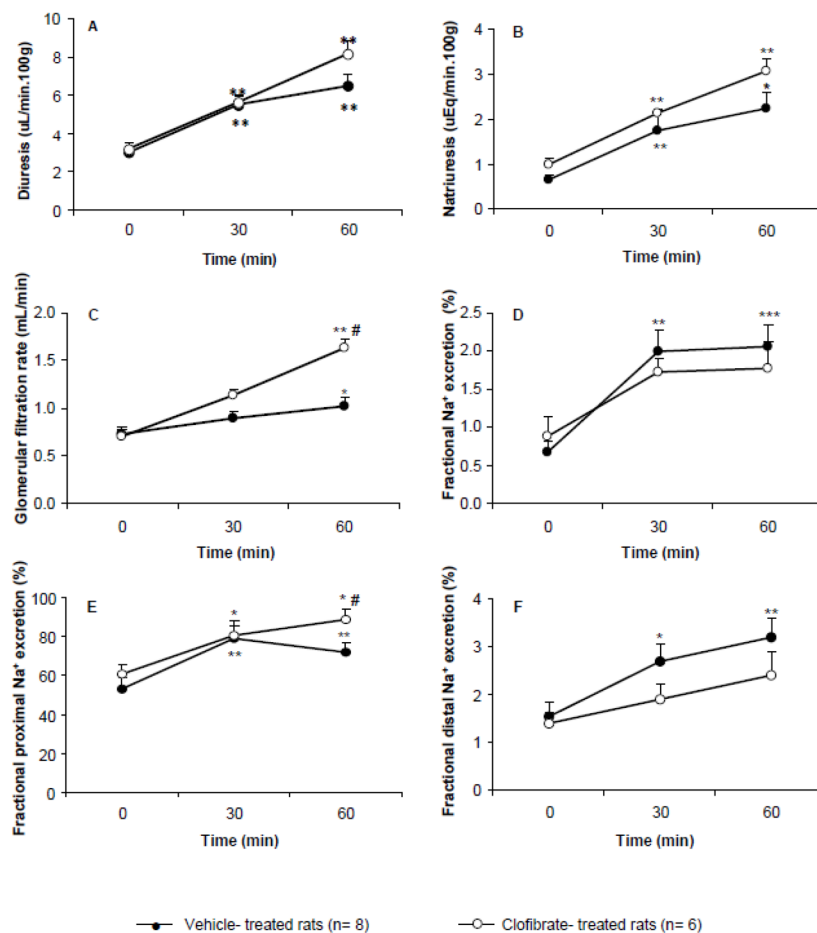 A
Diuresis (uL/min.100g)
10
8
6
4
2
0
**
**
**
**
0 30 60
Time (min)
B
Natriuresis (uEq/min.100g)
4
3
2
1
0
**
**
**
*
0 30 60
Time (min)
C
Glomerular filtration rate (mL/min)
2.0
1.5
1.0
0.5
0.0
** #
*
0 30 60
Time (min)
D
Fractional Na⁺ excretion (%)
2.5
2.0
1.5
1.0
0.5
0.0
**
***
0 30 60
Time (min)
E
Fractional proximal Na⁺ excretion (%)
100
80
60
40
20
0
*
**
* #
**
0 30 60
Time (min)
F
Fractional distal Na⁺ excretion (%)
4
3
2
1
0
*
**
0 30 60
Time (min)
Vehicle- treated rats (n= 8)
Clofibrate- treated rats (n= 6)